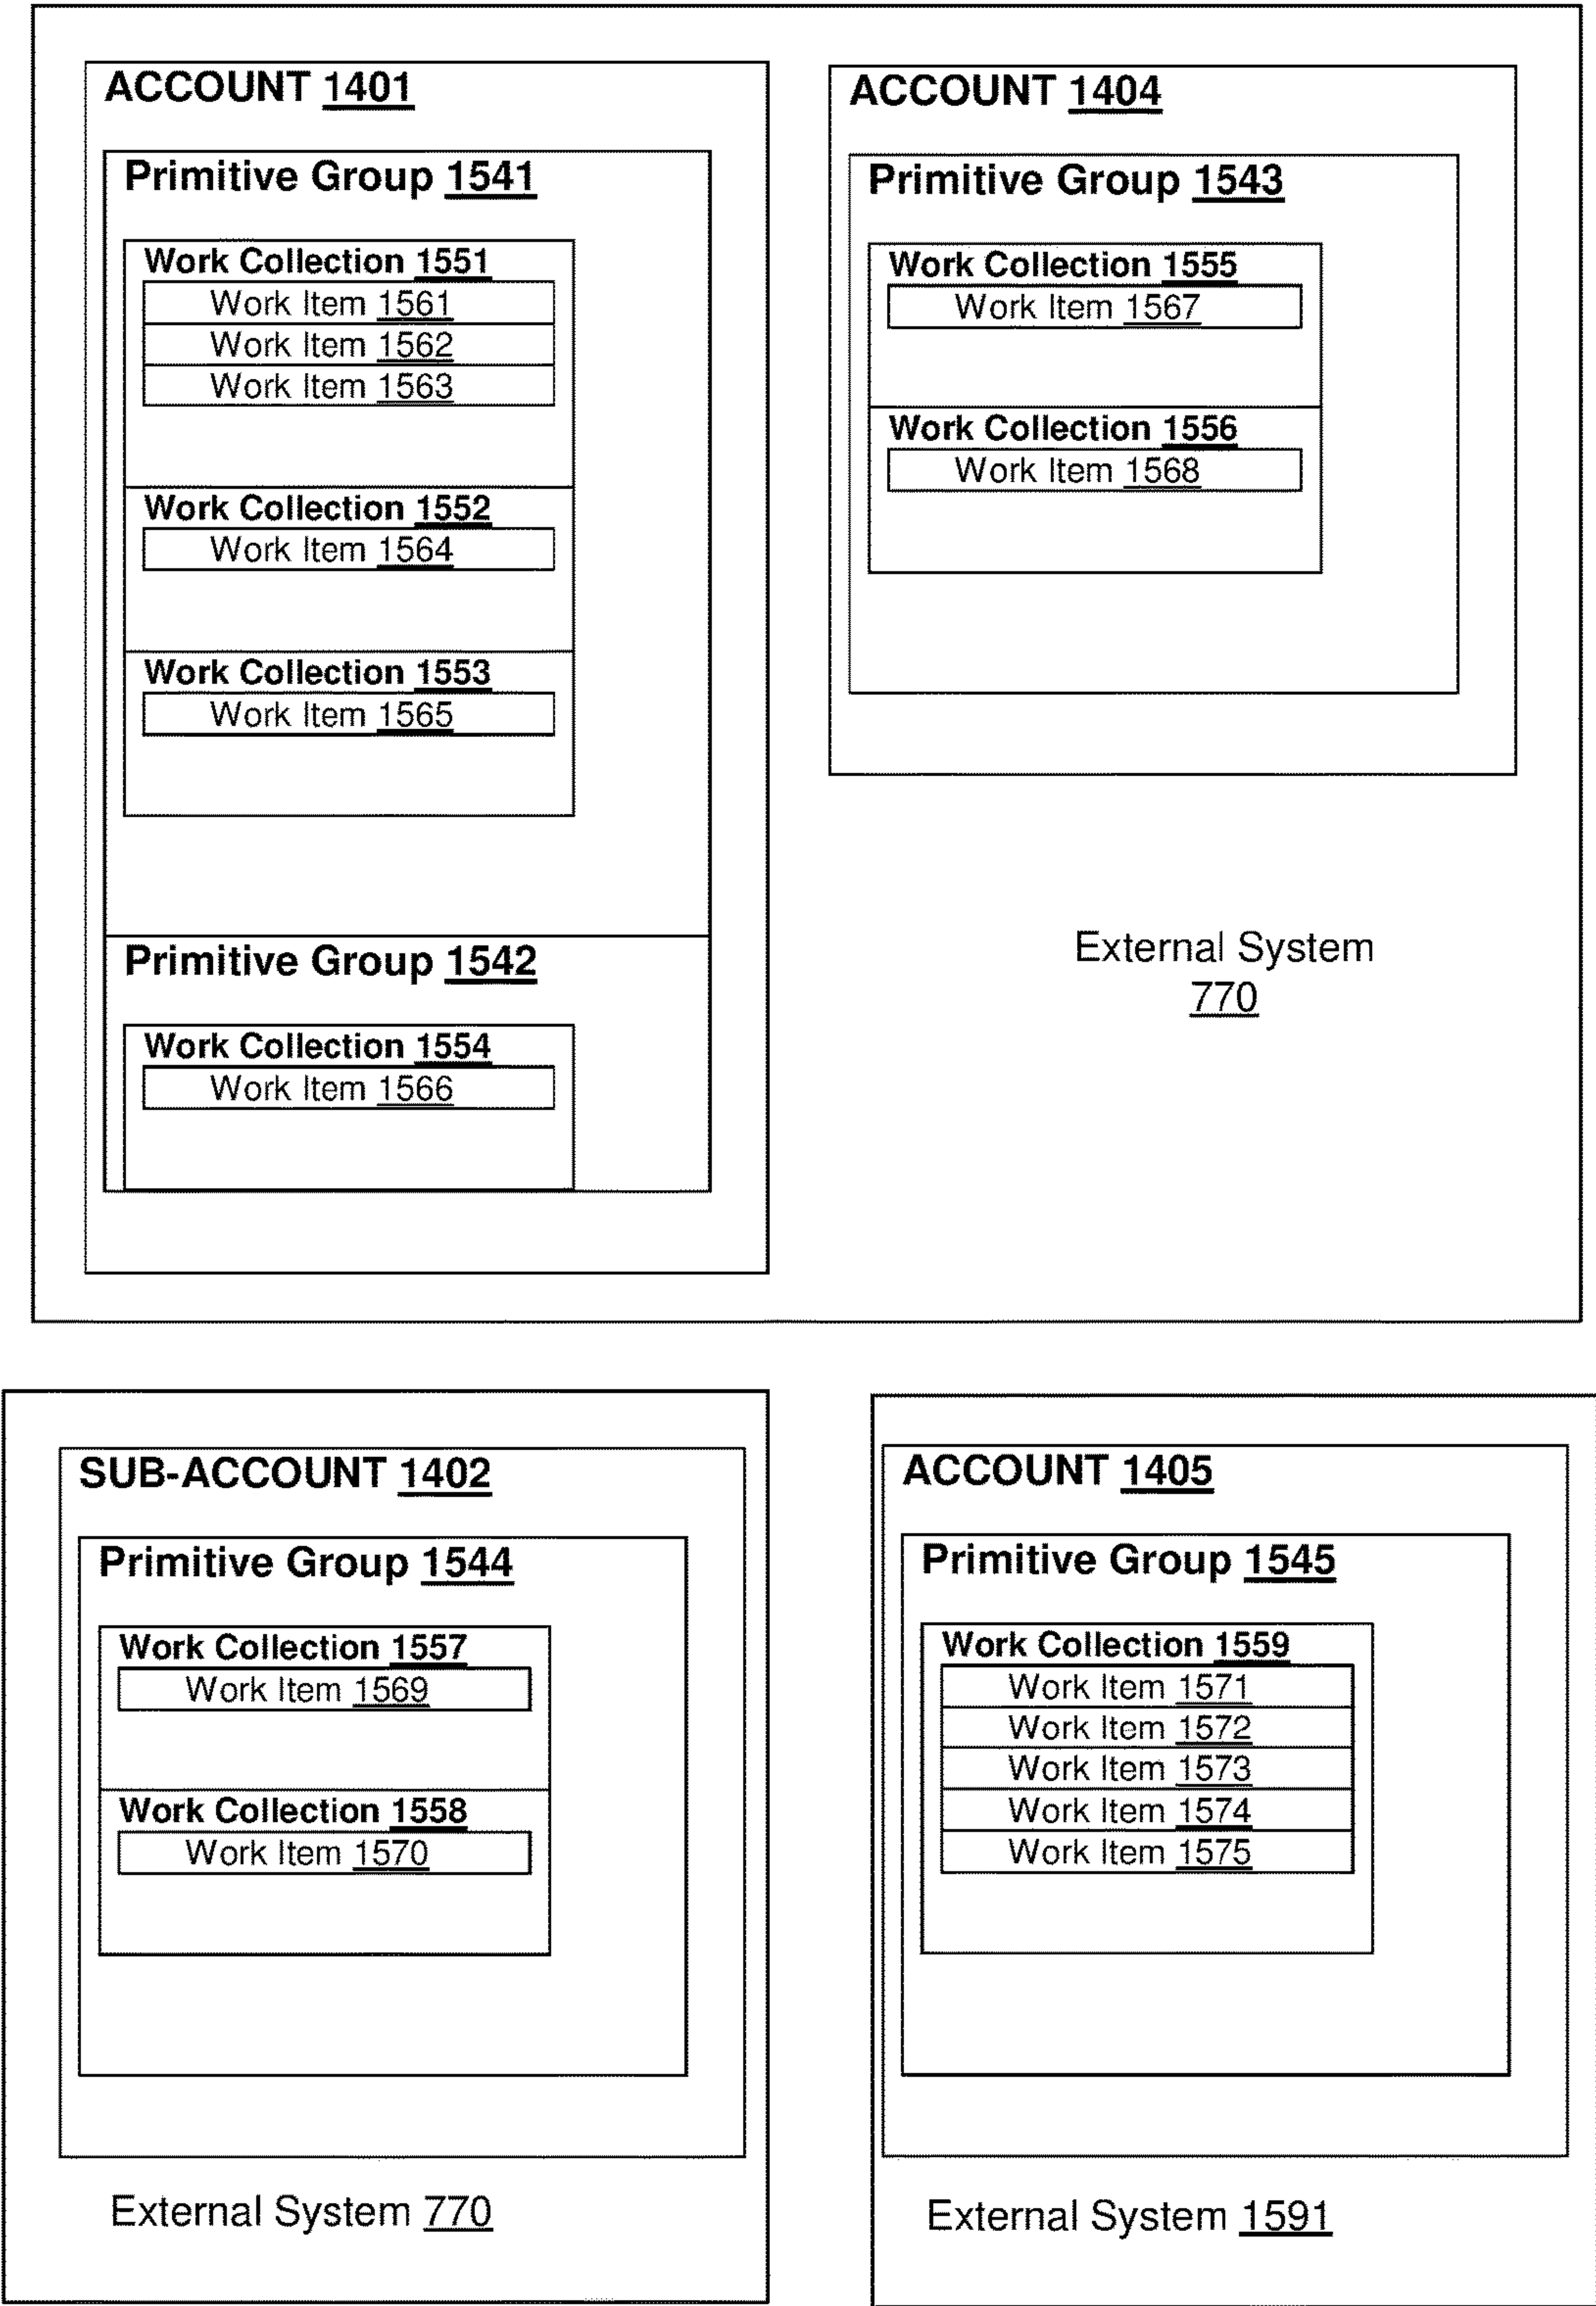 ACCOUNT 1401
Primitive Group 1541
Work Collection 1551
Work Item 1561
Work Item 1562
Work Item 1563
Work Collection 1552
Work Item 1564
Work Collection 1553
Work Item 1565
Primitive Group 1542
Work Collection 1554
Work Item 1566
ACCOUNT 1404
Primitive Group 1543
Work Collection 1555
Work Item 1567
Work Collection 1556
Work Item 1568
External System
770
SUB-ACCOUNT 1402
Primitive Group 1544
Work Collection 1557
Work Item 1569
Work Collection 1558
Work Item 1570
External System 770
ACCOUNT 1405
Primitive Group 1545
Work Collection 1559
Work Item 1571
Work Item 1572
Work Item 1573
Work Item 1574
Work Item 1575
External System 1591